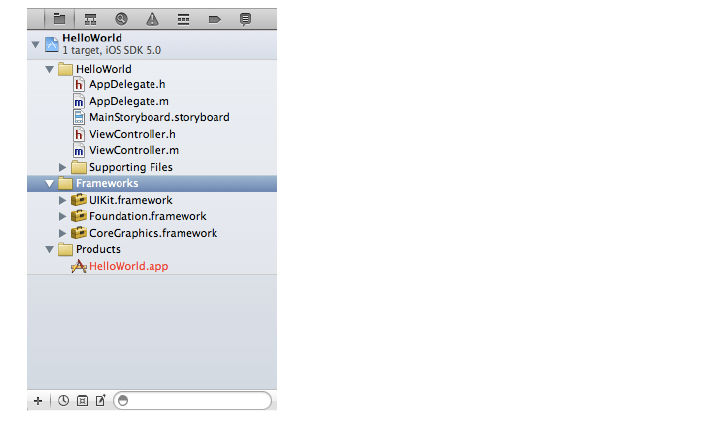 HelloWorld
1 target, iOS SDK 5.0
HelloWorld
AppDelegate.h
AppDelegate.m
MainStoryboard.storyboard
ViewController.h
ViewController.m
Supporting Files
Frameworks
UIKit.framework
Foundation.framework
CoreGraphics.framework
Products
HelloWorld.app